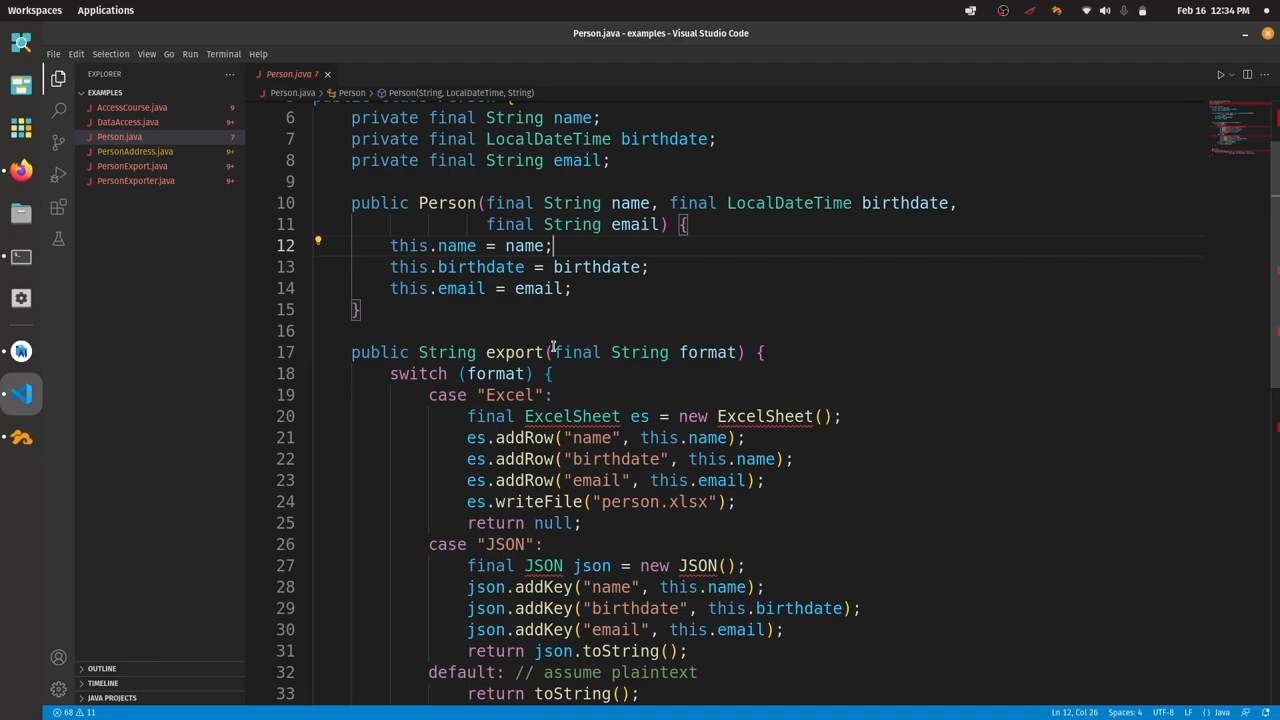 Workspaces Applications Feb 16 12:34 PM
Person.java - examples - Visual Studio Code
File Edit Selection View Go Run Terminal Help
EXPLORER ··· Person.java 7
Person.java > Person > Person(String, LocalDateTime, String)
EXAMPLES
AccessCourse.java 9
DataAccess.java 9+
Person.java 7
PersonAddress.java 9+
PersonExport.java 9+
PersonExporter.java 9+
6 private final String name;
7 private final LocalDateTime birthdate;
8 private final String email;
9
10 public Person(final String name, final LocalDateTime birthdate,
11 final String email) {
12 this.name = name;
13 this.birthdate = birthdate;
14 this.email = email;
15 }
16
17 public String export(final String format) {
18 switch (format) {
19 case "Excel":
20 final ExcelSheet es = new ExcelSheet();
21 es.addRow("name", this.name);
22 es.addRow("birthdate", this.name);
23 es.addRow("email", this.email);
24 es.writeFile("person.xlsx");
25 return null;
26 case "JSON":
27 final JSON json = new JSON();
28 json.addKey("name", this.name);
29 json.addKey("birthdate", this.birthdate);
30 json.addKey("email", this.email);
31 return json.toString();
32 default: // assume plaintext
33 return toString();
OUTLINE
TIMELINE
JAVA PROJECTS
68 11 Ln 12, Col 26 Spaces: 4 UTF-8 LF {} Java